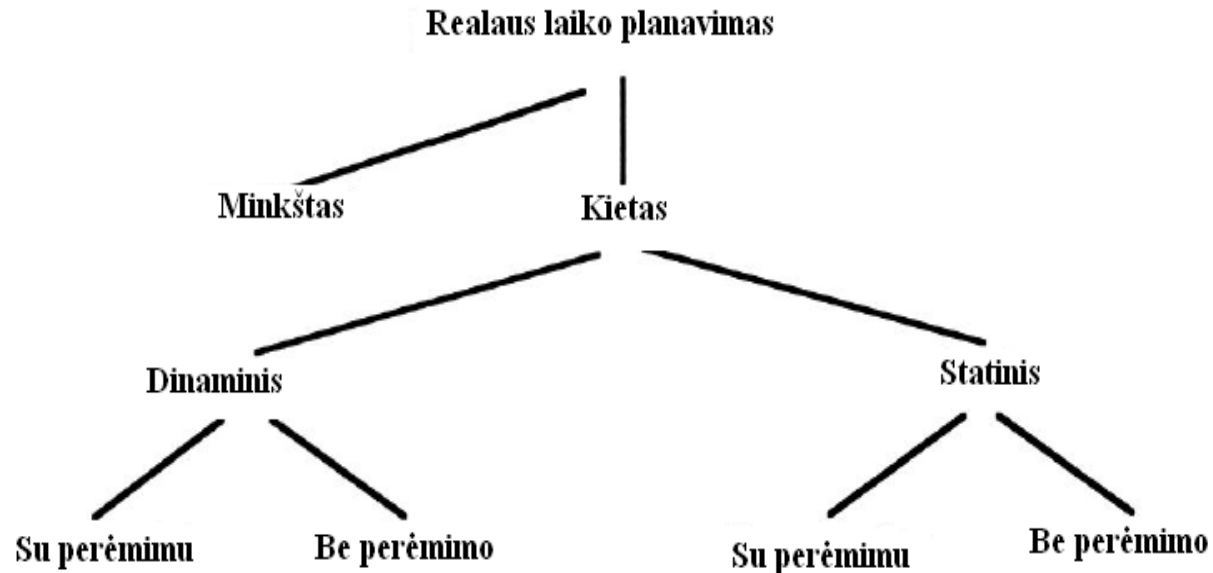 Realaus laiko planavimas
Minkštas
Kietas
Dinaminis
Statinis
Su perėmimu
Be perėmimo
Su perėmimu
Be perėmimo